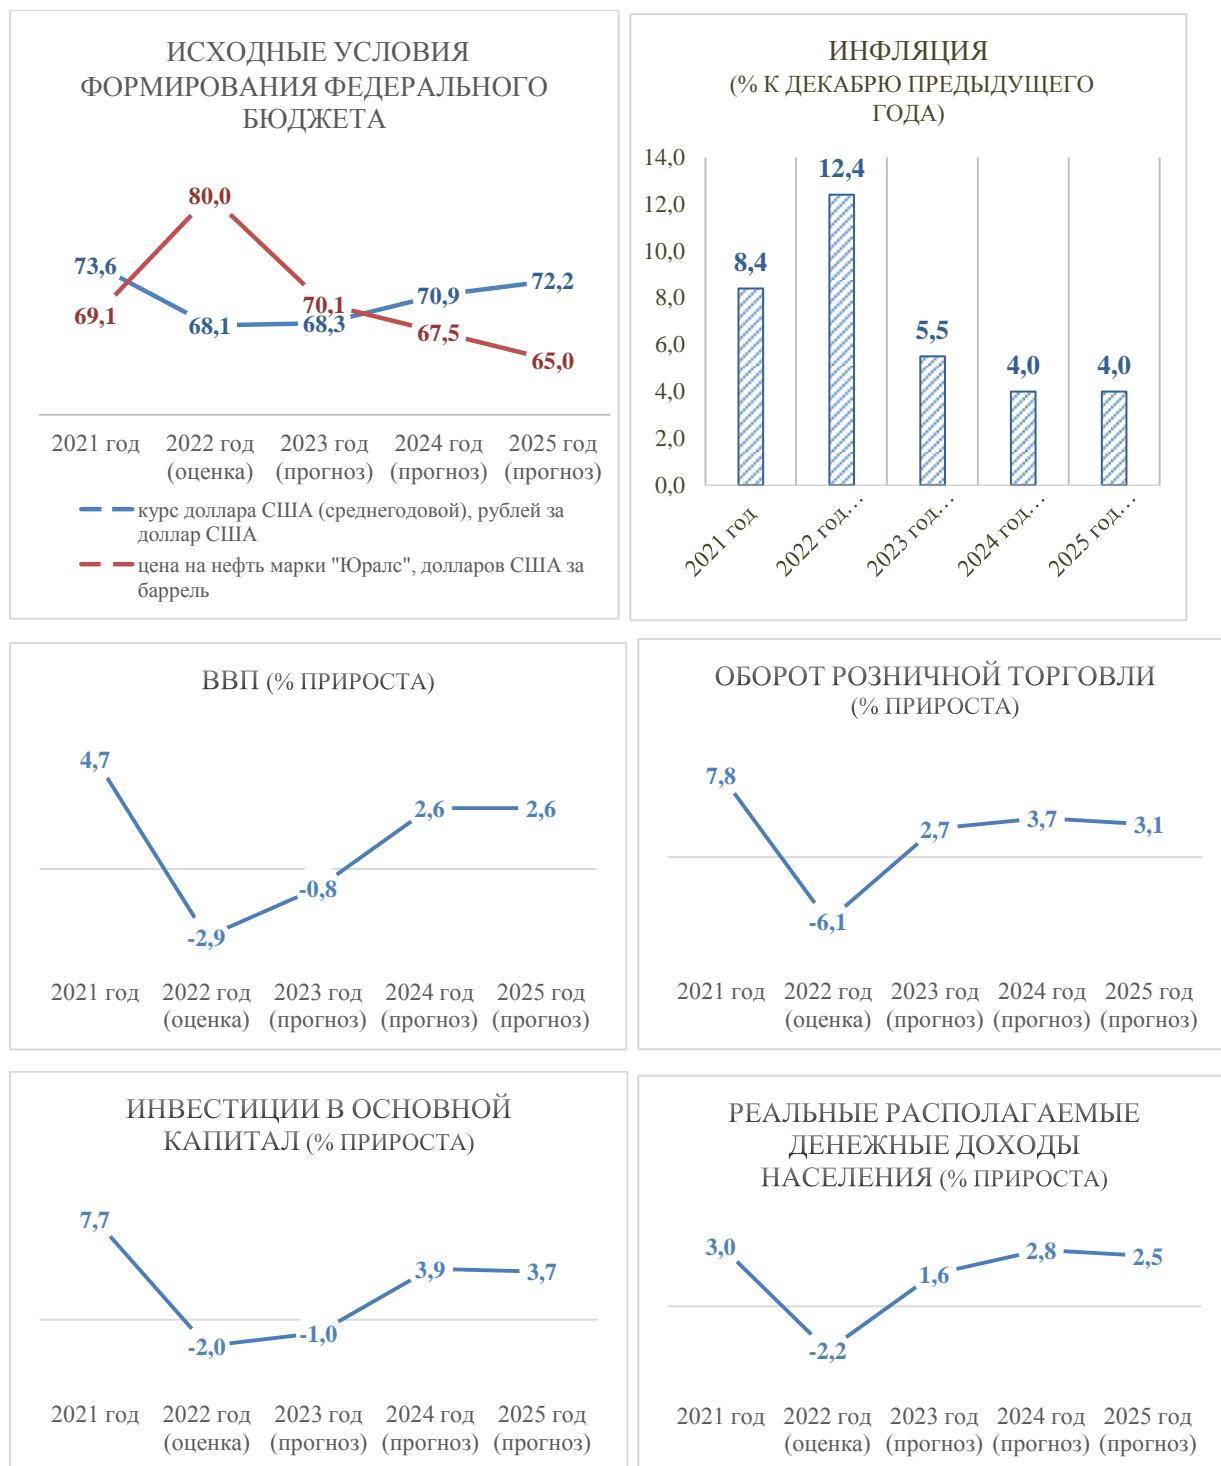 ИСХОДНЫЕ УСЛОВИЯ
ФОРМИРОВАНИЯ ФЕДЕРАЛЬНОГО
БЮДЖЕТА
80,0
73,6
69,1
68,1
70,1
68,3
70,9
67,5
72,2
65,0
2021 год 2022 год 2023 год 2024 год 2025 год
(оценка) (прогноз) (прогноз) (прогноз)
курс доллара США (среднегодовой), рублей за
доллар США
цена на нефть марки "Юралс", долларов США за
баррель
ИНФЛЯЦИЯ
(% К ДЕКАБРЮ ПРЕДЫДУЩЕГО
ГОДА)
14,0
12,0
10,0
8,0
6,0
4,0
2,0
0,0
8,4
12,4
5,5
4,0
4,0
2021 год
2022 год…
2023 год…
2024 год…
2025 год…
ВВП (% ПРИРОСТА)
4,7
-2,9
-0,8
2,6
2,6
2021 год 2022 год 2023 год 2024 год 2025 год
(оценка) (прогноз) (прогноз) (прогноз)
ОБОРОТ РОЗНИЧНОЙ ТОРГОВЛИ
(% ПРИРОСТА)
7,8
-6,1
2,7
3,7
3,1
2021 год 2022 год 2023 год 2024 год 2025 год
(оценка) (прогноз) (прогноз) (прогноз)
ИНВЕСТИЦИИ В ОСНОВНОЙ
КАПИТАЛ (% ПРИРОСТА)
7,7
-2,0
-1,0
3,9
3,7
2021 год 2022 год 2023 год 2024 год 2025 год
(оценка) (прогноз) (прогноз) (прогноз)
РЕАЛЬНЫЕ РАСПОЛАГАЕМЫЕ
ДЕНЕЖНЫЕ ДОХОДЫ
НАСЕЛЕНИЯ (% ПРИРОСТА)
3,0
-2,2
1,6
2,8
2,5
2021 год 2022 год 2023 год 2024 год 2025 год
(оценка) (прогноз) (прогноз) (прогноз)